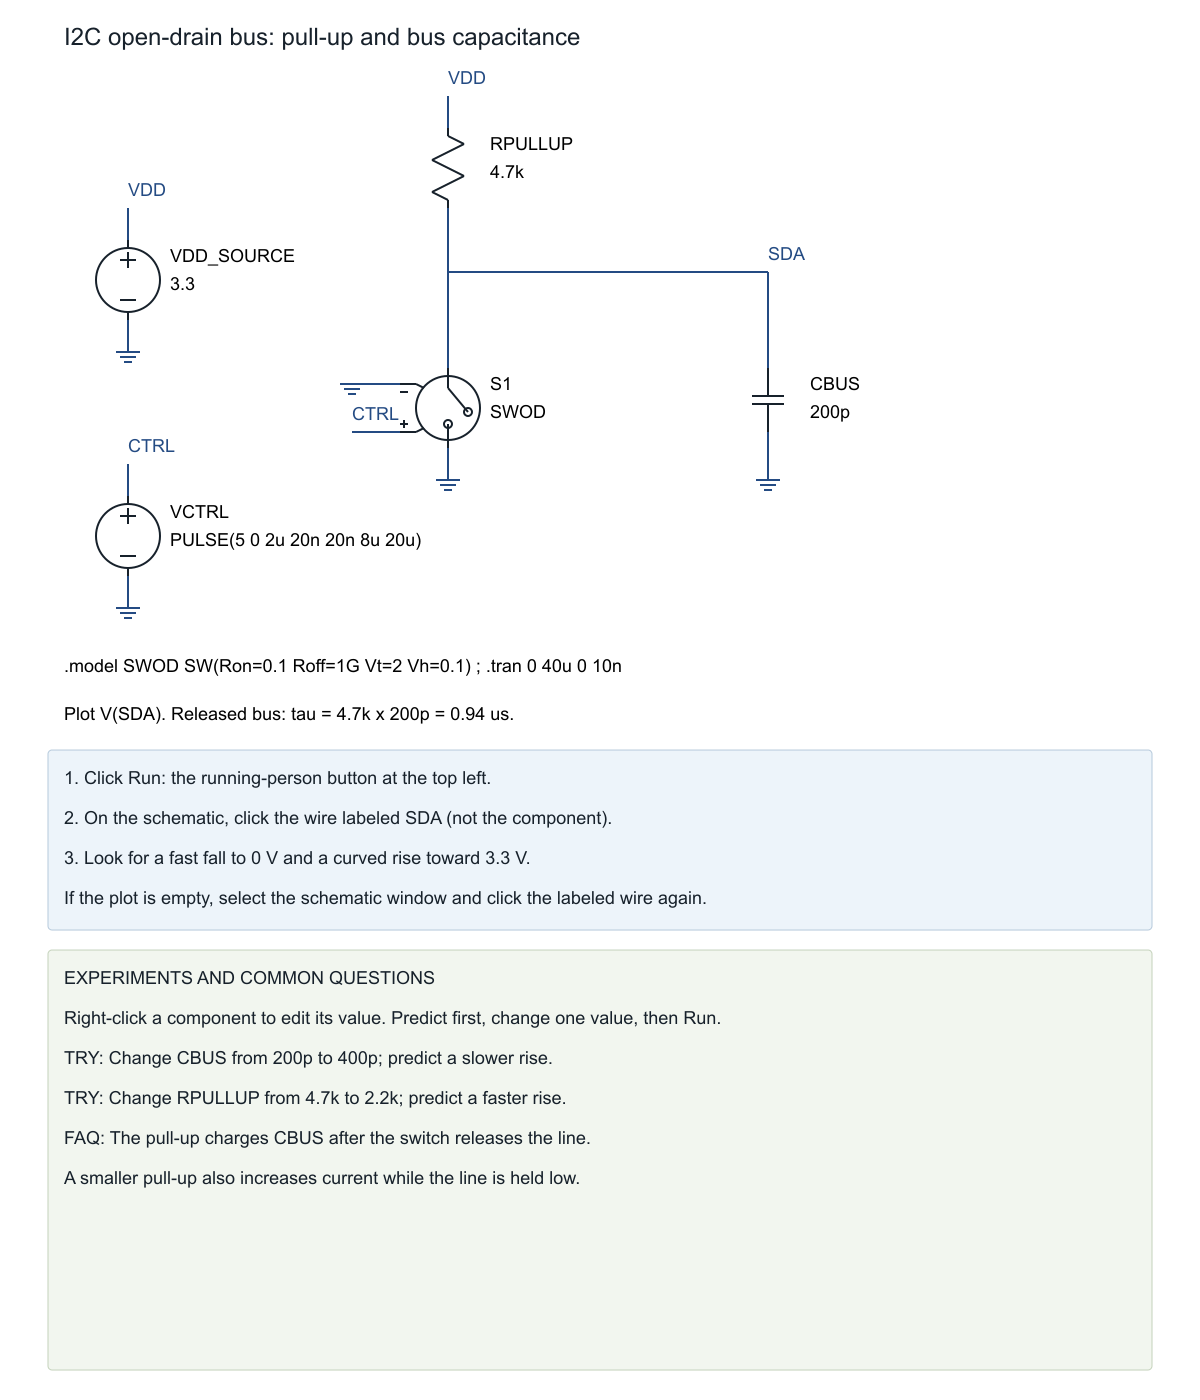 I2C open-drain bus: pull-up and bus capacitance
VDD
RPULLUP
4.7k
VDD
VDD_SOURCE
3.3
SDA
S1
SWOD
CTRL
CBUS
200p
CTRL
VCTRL
PULSE(5 0 2u 20n 20n 8u 20u)
.model SWOD SW(Ron=0.1 Roff=1G Vt=2 Vh=0.1) ; .tran 0 40u 0 10n
Plot V(SDA). Released bus: tau = 4.7k x 200p = 0.94 us.
1. Click Run: the running-person button at the top left.
2. On the schematic, click the wire labeled SDA (not the component).
3. Look for a fast fall to 0 V and a curved rise toward 3.3 V.
If the plot is empty, select the schematic window and click the labeled wire again.
EXPERIMENTS AND COMMON QUESTIONS
Right-click a component to edit its value. Predict first, change one value, then Run.
TRY: Change CBUS from 200p to 400p; predict a slower rise.
TRY: Change RPULLUP from 4.7k to 2.2k; predict a faster rise.
FAQ: The pull-up charges CBUS after the switch releases the line.
A smaller pull-up also increases current while the line is held low.